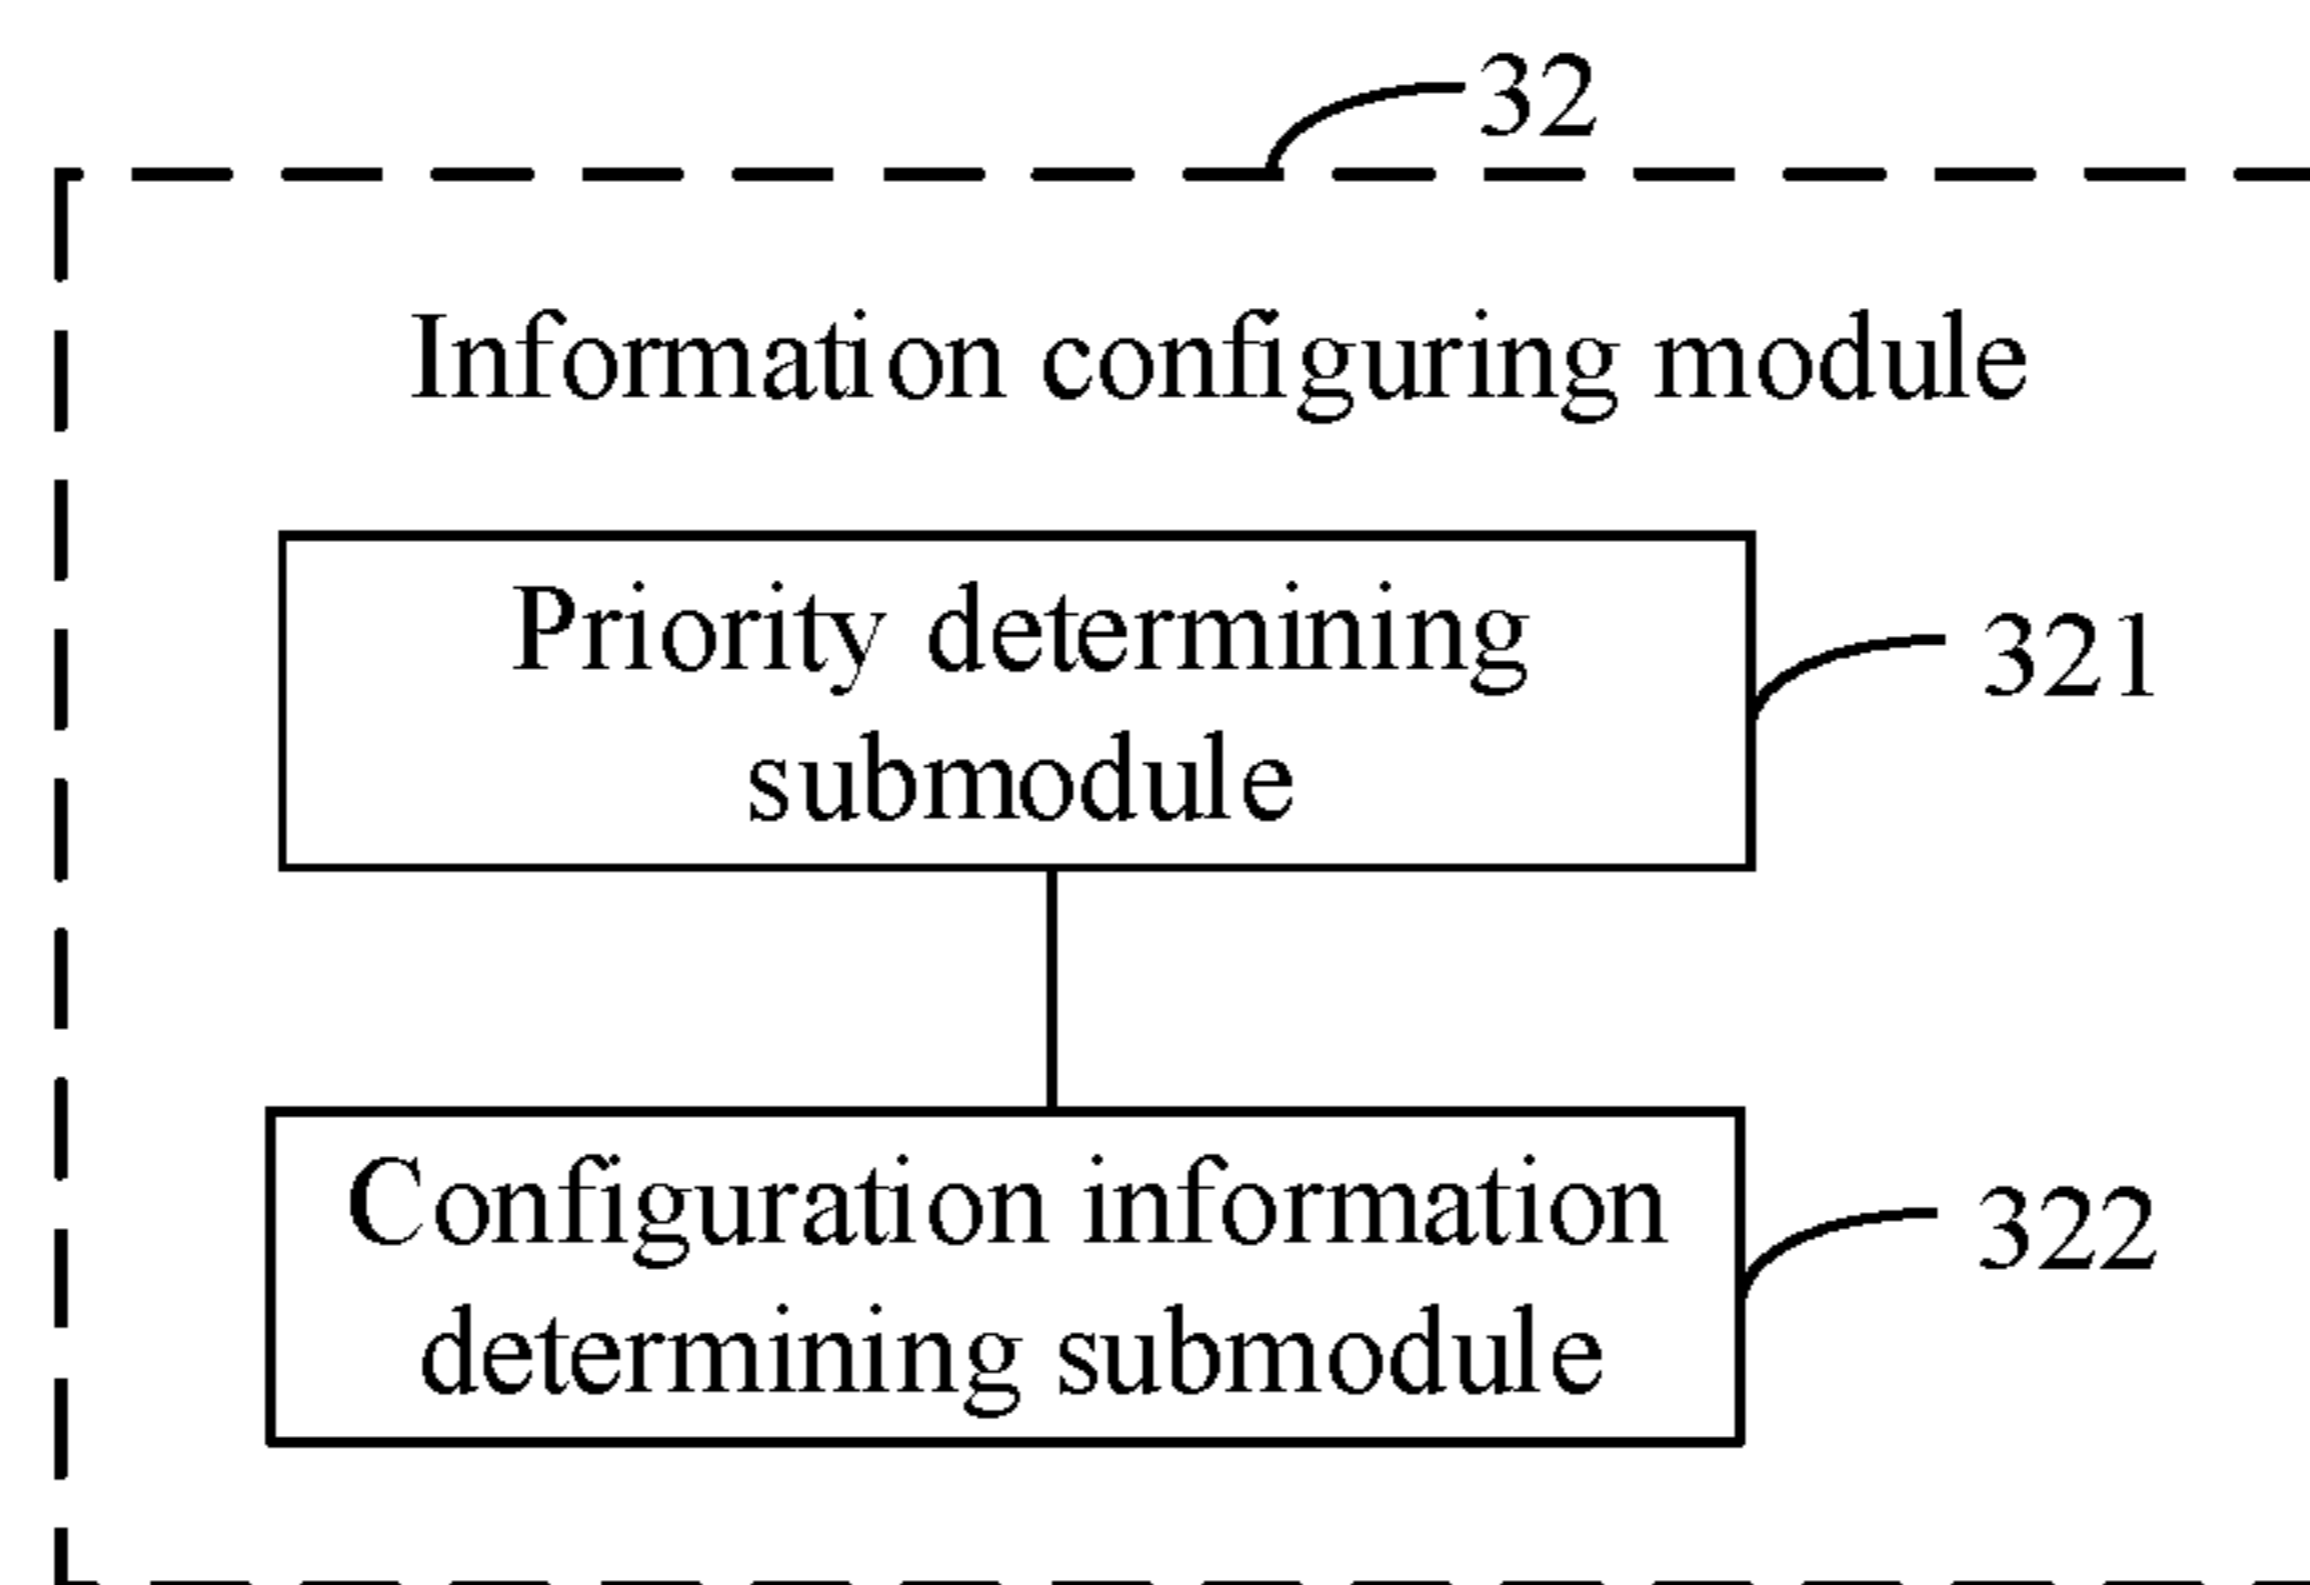 32
Information configuring module
Priority determining
submodule
321
Configuration information
determining submodule
322